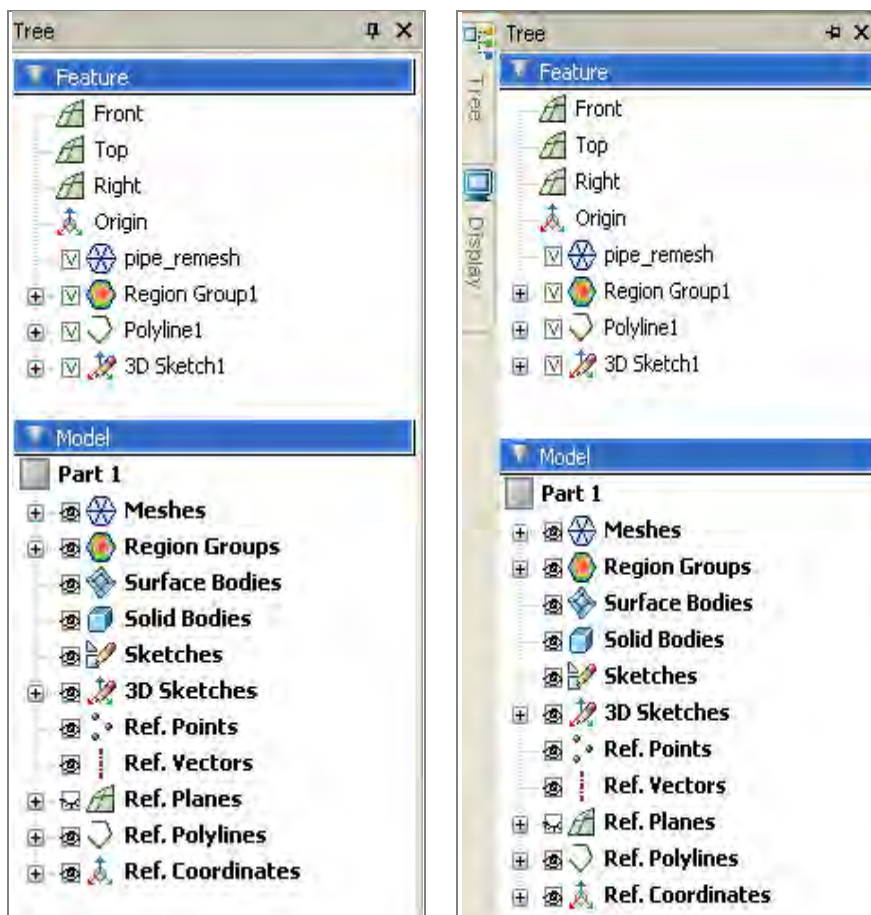 Tree
Feature
Front
Top
Right
Origin
pipe_remesh
Region Group1
Polyline1
3D Sketch1
Model
Part 1
Meshes
Region Groups
Surface Bodies
Solid Bodies
Sketches
3D Sketches
Ref. Points
Ref. Vectors
Ref. Planes
Ref. Polylines
Ref. Coordinates
Tree
Display
Tree
Feature
Front
Top
Right
Origin
pipe_remesh
Region Group1
Polyline1
3D Sketch1
Model
Part 1
Meshes
Region Groups
Surface Bodies
Solid Bodies
Sketches
3D Sketches
Ref. Points
Ref. Vectors
Ref. Planes
Ref. Polylines
Ref. Coordinates